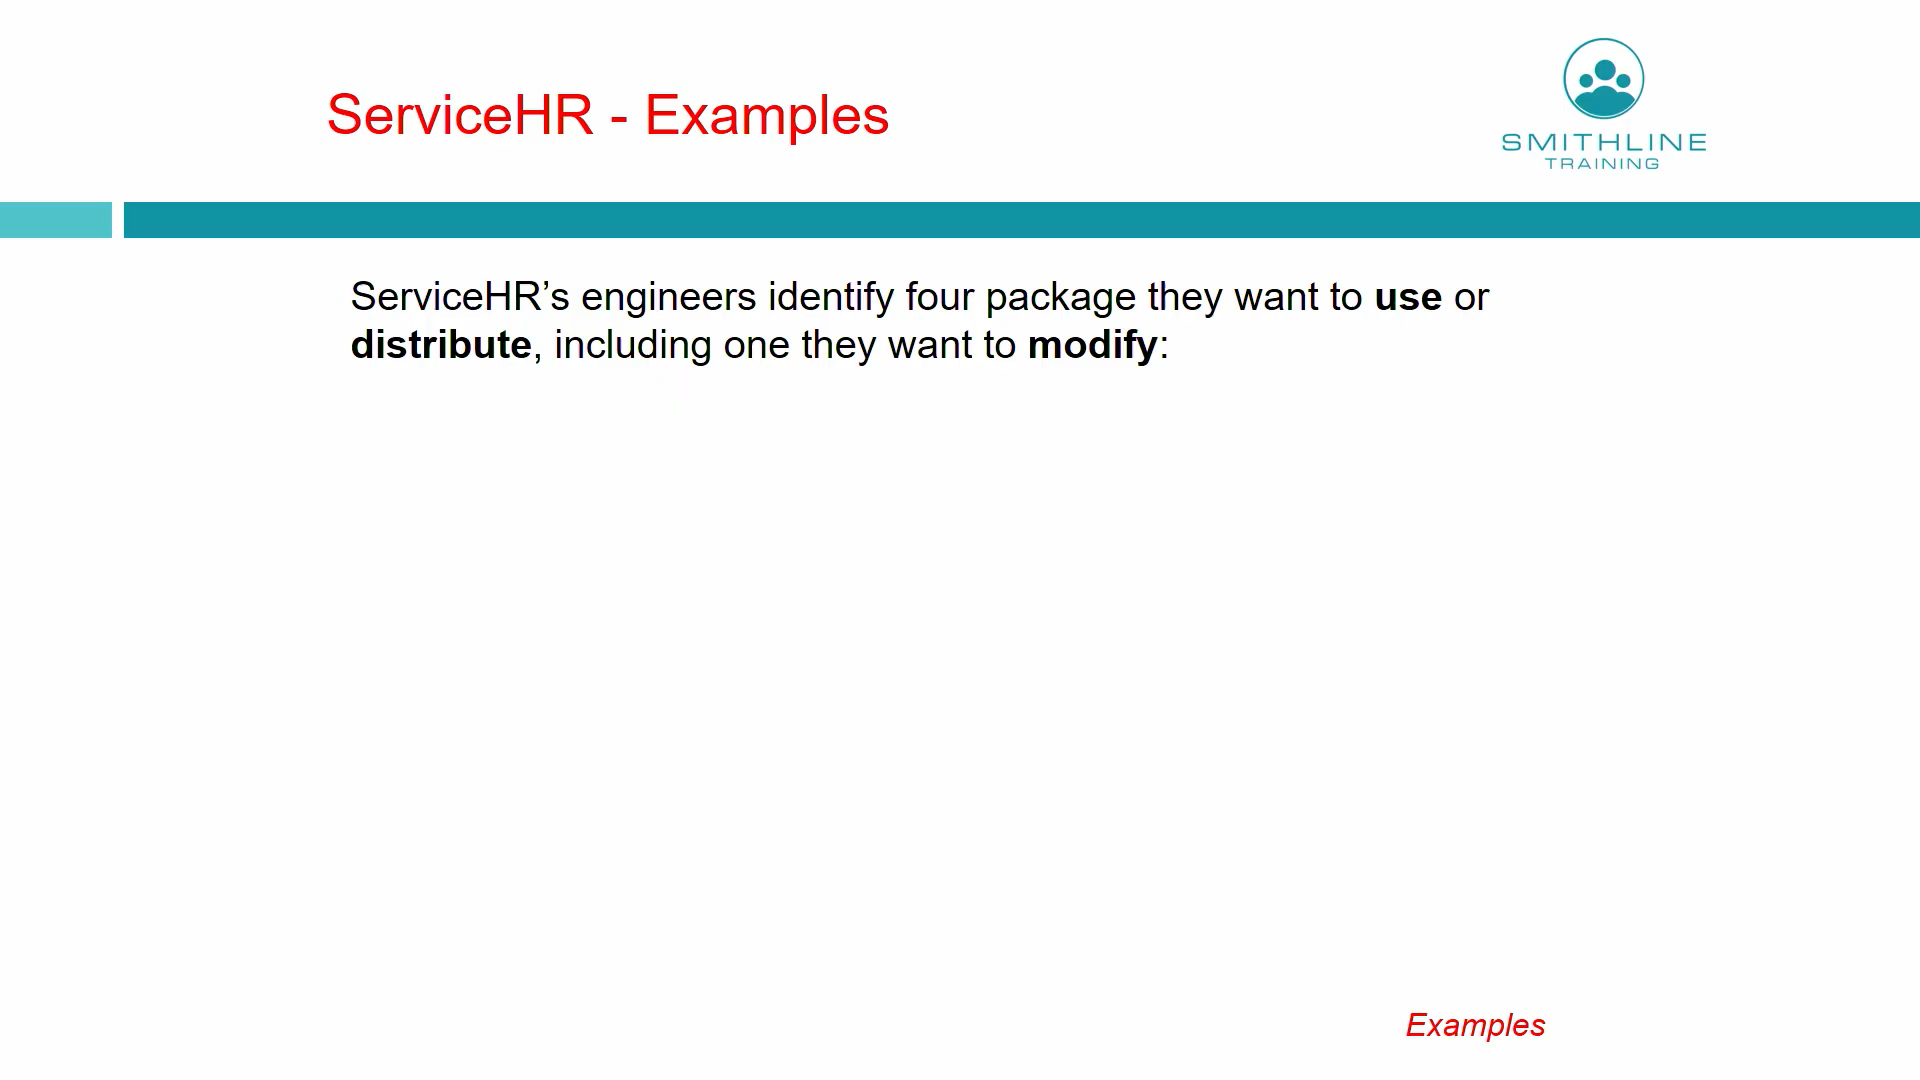 ServiceHR - Examples
SMITHLINE
TRAINING
ServiceHR’s engineers identify four package they want to use or
distribute, including one they want to modify:
Examples